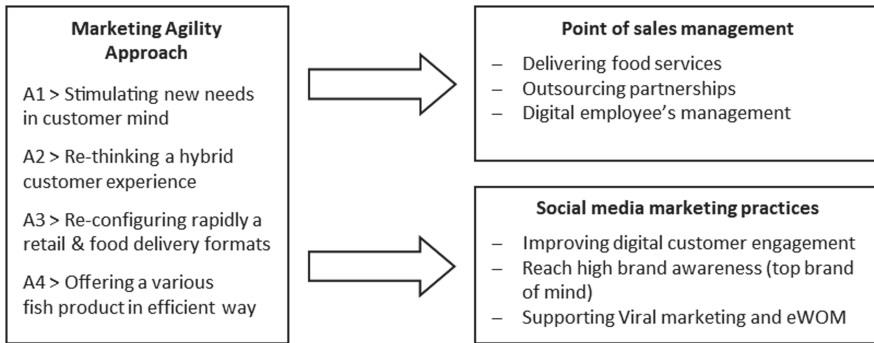 Marketing Agility
Approach
A1 > Stimulating new needs
in customer mind
A2 > Re-thinking a hybrid
customer experience
A3 > Re-configuring rapidly a
retail & food delivery formats
A4 > Offering a various
fish product in efficient way
Point of sales management
– Delivering food services
– Outsourcing partnerships
– Digital employee’s management
Social media marketing practices
– Improving digital customer engagement
– Reach high brand awareness (top brand
of mind)
– Supporting Viral marketing and eWOM